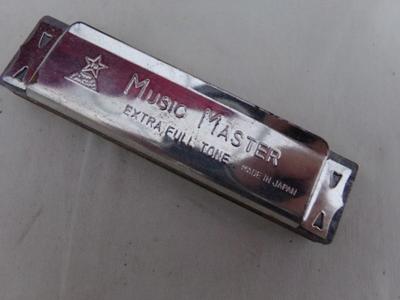 MUSIC MASTER
EXTRA FULL TONE
MADE IN JAPAN